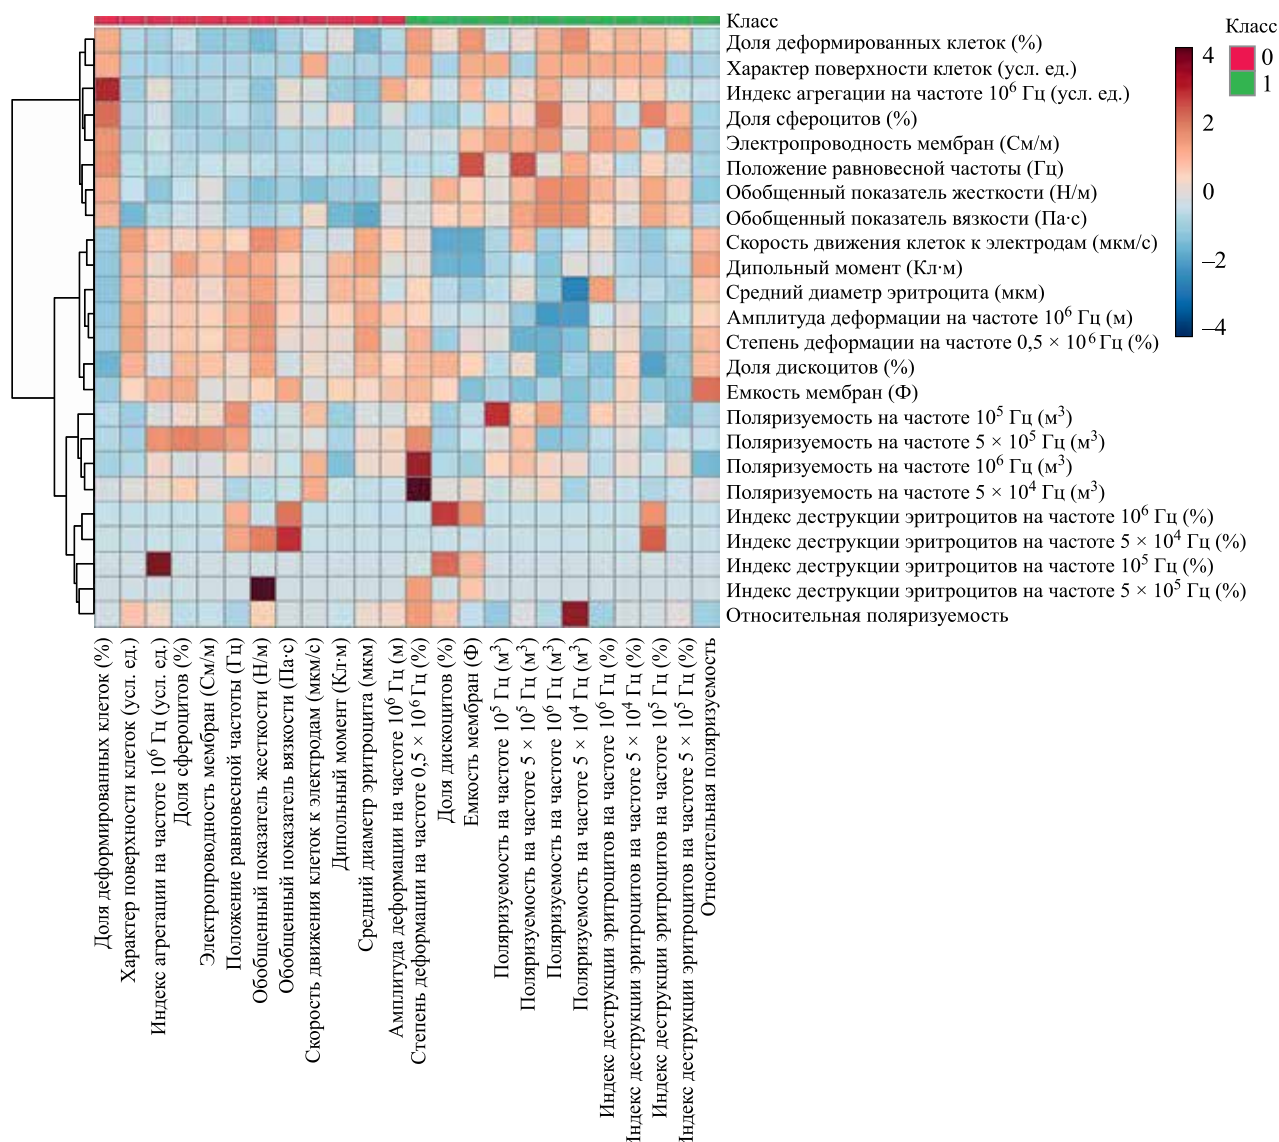 Класс
Доля деформированных клеток (%)
Характер поверхности клеток (усл. ед.)
Индекс агрегации на частоте 10⁶ Гц (усл. ед.)
Доля сфероцитов (%)
Электропроводность мембран (См/м)
Положение равновесной частоты (Гц)
Обобщенный показатель жесткости (Н/м)
Обобщенный показатель вязкости (Па·с)
Скорость движения клеток к электродам (мкм/с)
Дипольный момент (Кл·м)
Средний диаметр эритроцита (мкм)
Амплитуда деформации на частоте 10⁶ Гц (м)
Степень деформации на частоте 0,5 × 10⁶ Гц (%)
Доля дискоцитов (%)
Емкость мембран (Ф)
Поляризуемость на частоте 10⁵ Гц (м³)
Поляризуемость на частоте 5 × 10⁵ Гц (м³)
Поляризуемость на частоте 10⁶ Гц (м³)
Поляризуемость на частоте 5 × 10⁴ Гц (м³)
Индекс деструкции эритроцитов на частоте 10⁶ Гц (%)
Индекс деструкции эритроцитов на частоте 5 × 10⁴ Гц (%)
Индекс деструкции эритроцитов на частоте 10⁵ Гц (%)
Индекс деструкции эритроцитов на частоте 5 × 10⁵ Гц (%)
Относительная поляризуемость
4
2
0
–2
–4
Класс
0
1
Доля деформированных клеток (%)
Характер поверхности клеток (усл. ед.)
Индекс агрегации на частоте 10⁶ Гц (усл. ед.)
Доля сфероцитов (%)
Электропроводность мембран (См/м)
Положение равновесной частоты (Гц
Обобщенный показатель жесткости (Н/м)
Обобщенный показатель вязкости (Па·с)
Скорость движения клеток к электродам (мкм/с)
Дипольный момент (Кл·м
Средний диаметр эритроцита (мкм)
Амплитуда деформации на частоте 10⁶ Гц (м
Степень деформации на частоте 0,5 × 10⁶ Гц (%)
Доля дискоцитов (%)
Емкость мембран (Ф)
Поляризуемость на частоте 10⁵ Гц (м³)
Поляризуемость на частоте 5 × 10⁵ Гц (м³)
Поляризуемость на частоте 10⁶ Гц (м³)
Поляризуемость на частоте 5 × 10⁴ Гц (м³)
Индекс деструкции эритроцитов на частоте 10⁶ Гц (%)
Индекс деструкции эритроцитов на частоте 5 × 10⁴ Гц (%)
Индекс деструкции эритроцитов на частоте 10⁵ Гц (%)
Индекс деструкции эритроцитов на частоте 5 × 10⁵ Гц (%)
Относительная поляризуемость